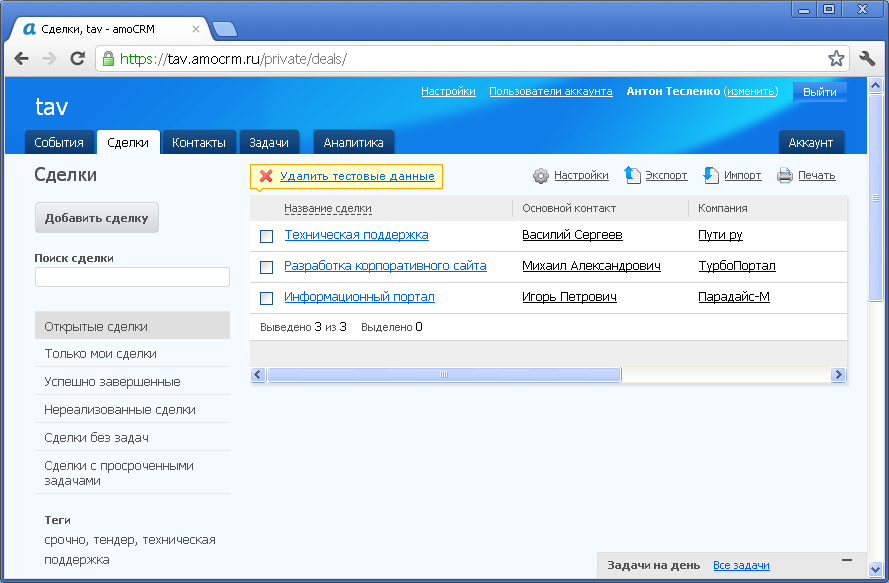 Сделки, tav - amoCRM
https://tav.amocrm.ru/private/deals/
tav
Настройки Пользователи аккаунта Антон Тесленко (изменить) Выйти
События Сделки Контакты Задачи Аналитика Аккаунт
Сделки
Удалить тестовые данные
Настройки Экспорт Импорт Печать
Добавить сделку
Поиск сделки
Открытые сделки
Только мои сделки
Успешно завершенные
Нереализованные сделки
Сделки без задач
Сделки с просроченными
задачами
Теги
срочно, тендер, техническая
поддержка
Название сделки Основной контакт Компания
Техническая поддержка Василий Сергеев Пути ру
Разработка корпоративного сайта Михаил Александрович ТурбоПортал
Информационный портал Игорь Петрович Парадайс-М
Выведено 3 из 3 Выделено 0
Задачи на день Все задачи